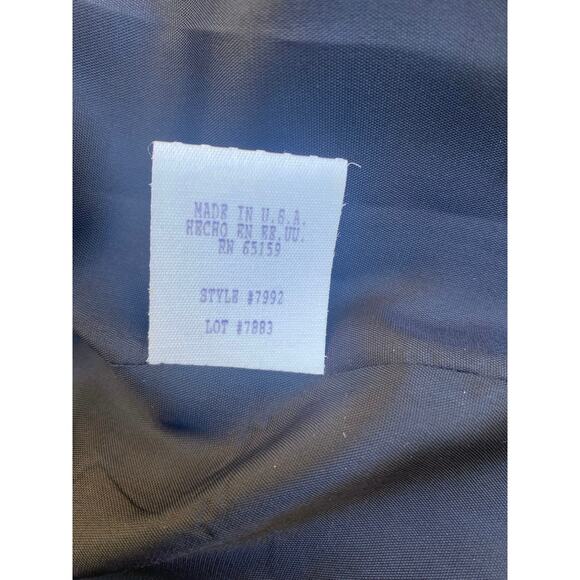 MADE IN U.S.A.
HECHO EN EE.UU.
RN 65159
STYLE #7992
LOT #7883